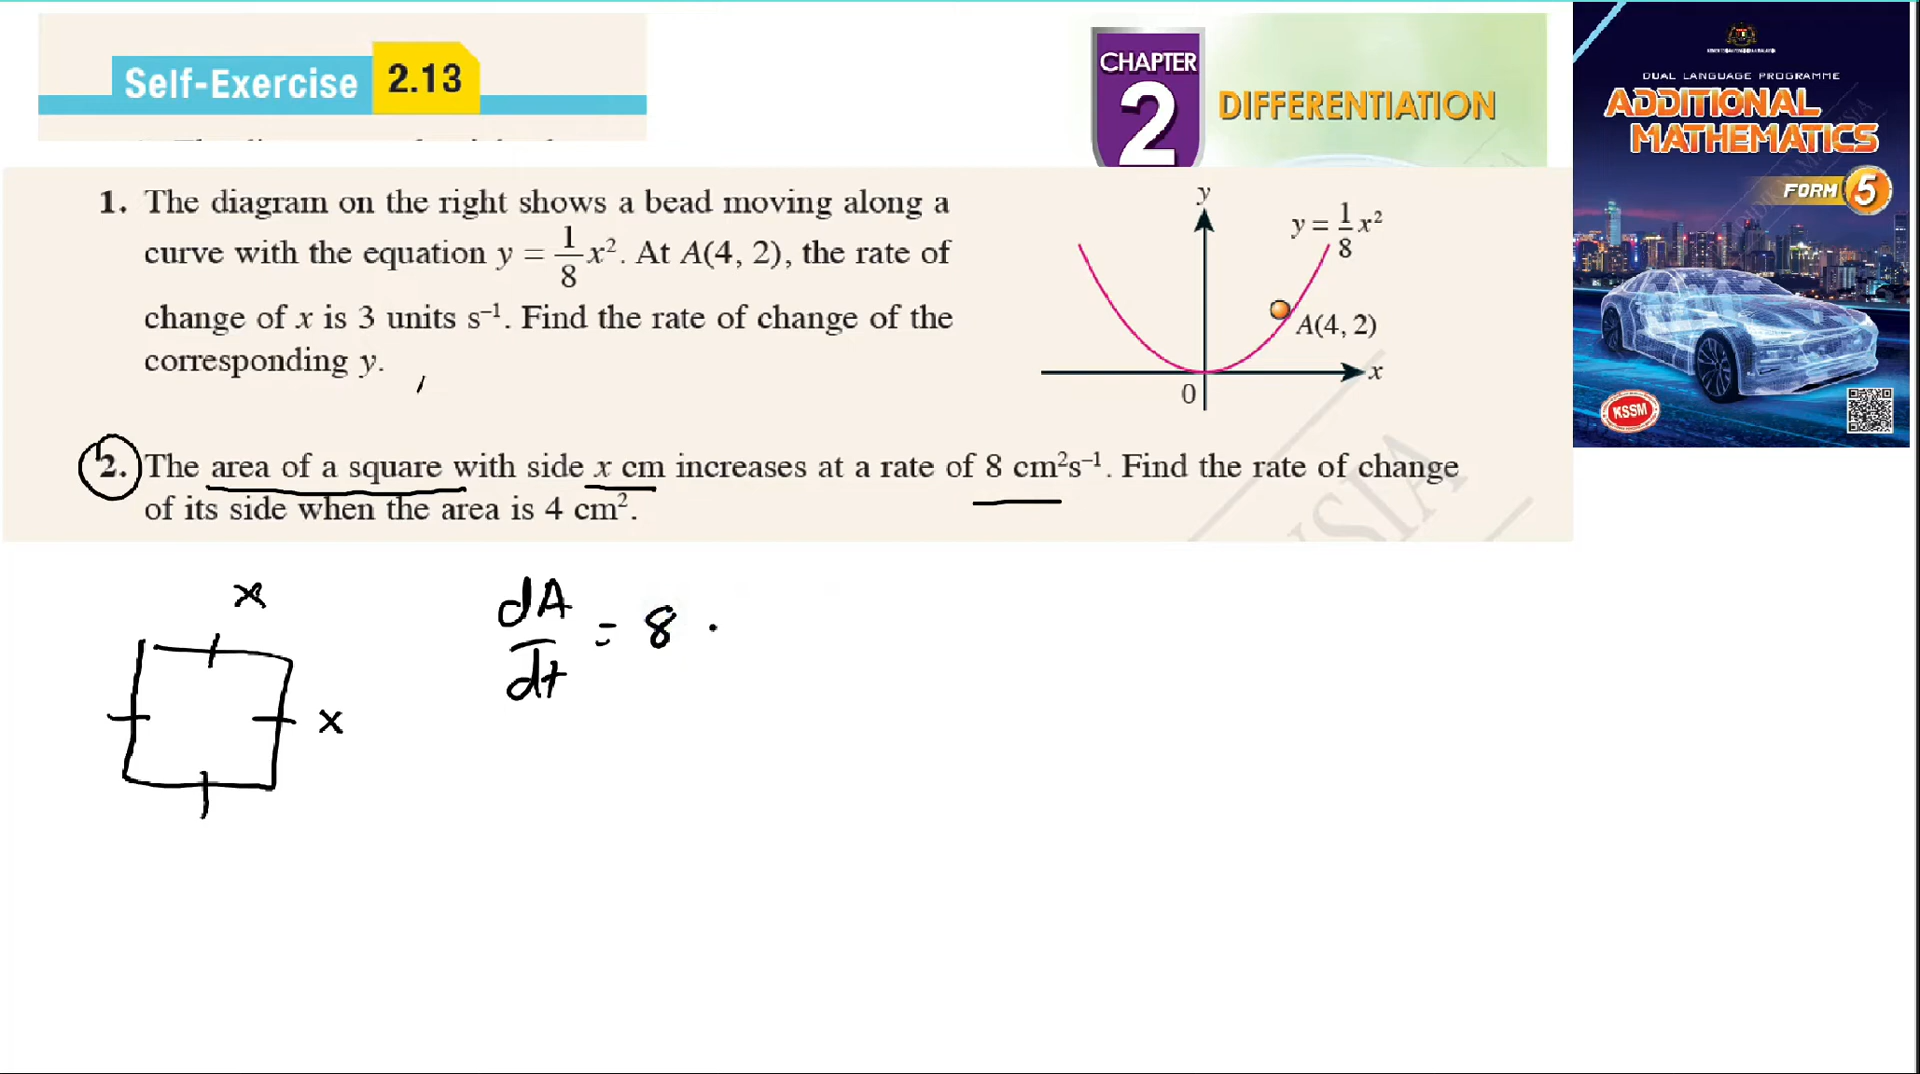 Self-Exercise 2.13
CHAPTER
2
DIFFERENTIATION
DUAL LANGUAGE PROGRAMME
ADDITIONAL
MATHEMATICS
FORM 5
KSSM
1. The diagram on the right shows a bead moving along a
curve with the equation y = 1/8 x². At A(4, 2), the rate of
change of x is 3 units s⁻¹. Find the rate of change of the
corresponding y.
y
y = 1/8 x²
A(4, 2)
x
0
2. The area of a square with side x cm increases at a rate of 8 cm²s⁻¹. Find the rate of change
of its side when the area is 4 cm².
x
x
dA/dt = 8